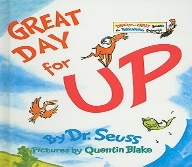 GREAT
DAY
for
UP
By Dr. Seuss
Pictures by Quentin Blake